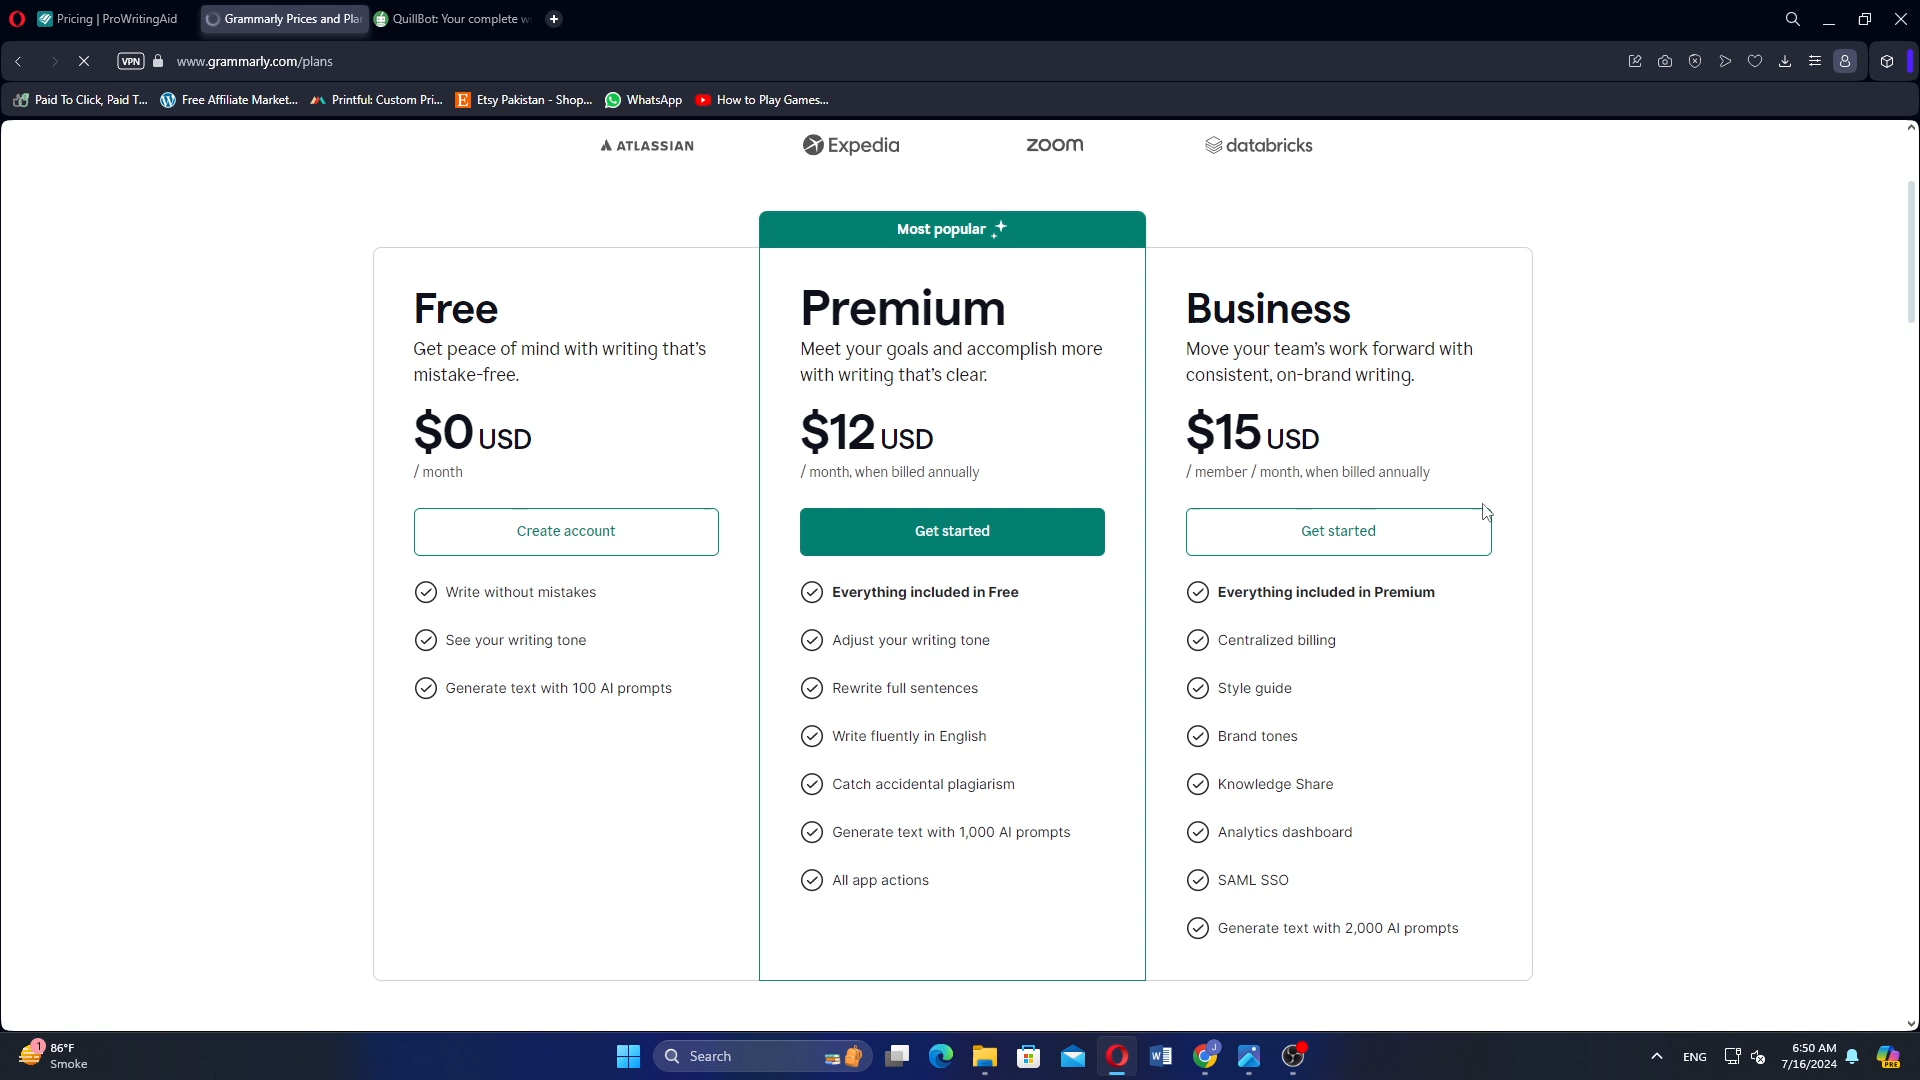 Pricing | ProWritingAid
Grammarly Prices and Pla
QuillBot: Your complete w
VPN
www.grammarly.com/plans
Paid To Click, Paid T...
Free Affiliate Market...
Printful: Custom Pri...
Etsy Pakistan - Shop...
WhatsApp
How to Play Games...
ATLASSIAN
Expedia
zoom
databricks
Most popular
Free
Get peace of mind with writing that's
mistake-free.
$0 USD
/ month
Create account
Write without mistakes
See your writing tone
Generate text with 100 AI prompts
Premium
Meet your goals and accomplish more
with writing that's clear.
$12 USD
/ month, when billed annually
Get started
Everything included in Free
Adjust your writing tone
Rewrite full sentences
Write fluently in English
Catch accidental plagiarism
Generate text with 1,000 AI prompts
All app actions
Business
Move your team's work forward with
consistent, on-brand writing.
$15 USD
/ member / month, when billed annually
Get started
Everything included in Premium
Centralized billing
Style guide
Brand tones
Knowledge Share
Analytics dashboard
SAML SSO
Generate text with 2,000 AI prompts
1
86°F
Smoke
Search
ENG
6:50 AM
7/16/2024
PRE